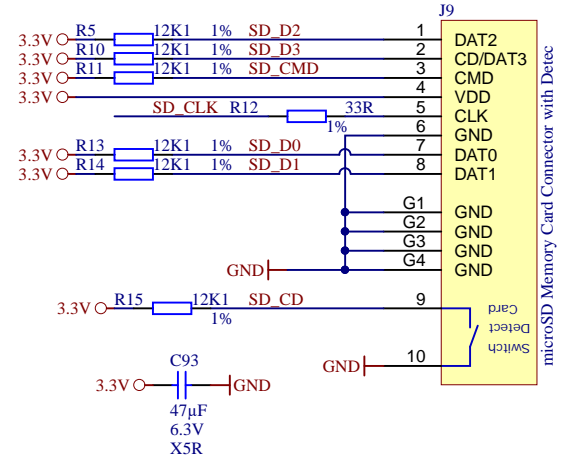 J9
3.3V R5 12K1 1% SD_D2 1 DAT2
3.3V R10 12K1 1% SD_D3 2 CD/DAT3
3.3V R11 12K1 1% SD_CMD 3 CMD
3.3V 4 VDD
SD_CLK R12 33R 1% 5 CLK
6 GND
3.3V R13 12K1 1% SD_D0 7 DAT0
3.3V R14 12K1 1% SD_D1 8 DAT1
G1 GND
G2 GND
G3 GND
GND G4 GND
3.3V R15 12K1 1% SD_CD 9
Card
Detect
Switch
GND 10
microSD Memory Card Connector with Detec
C93
3.3V GND
47µF
6.3V
X5R